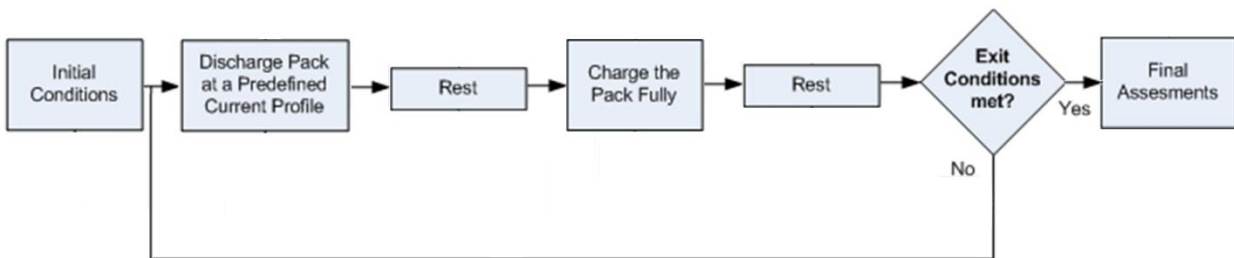 Initial
Conditions
Discharge Pack
at a Predefined
Current Profile
Rest
Charge the
Pack Fully
Rest
Exit
Conditions
met?
Yes
No
Final
Assesments